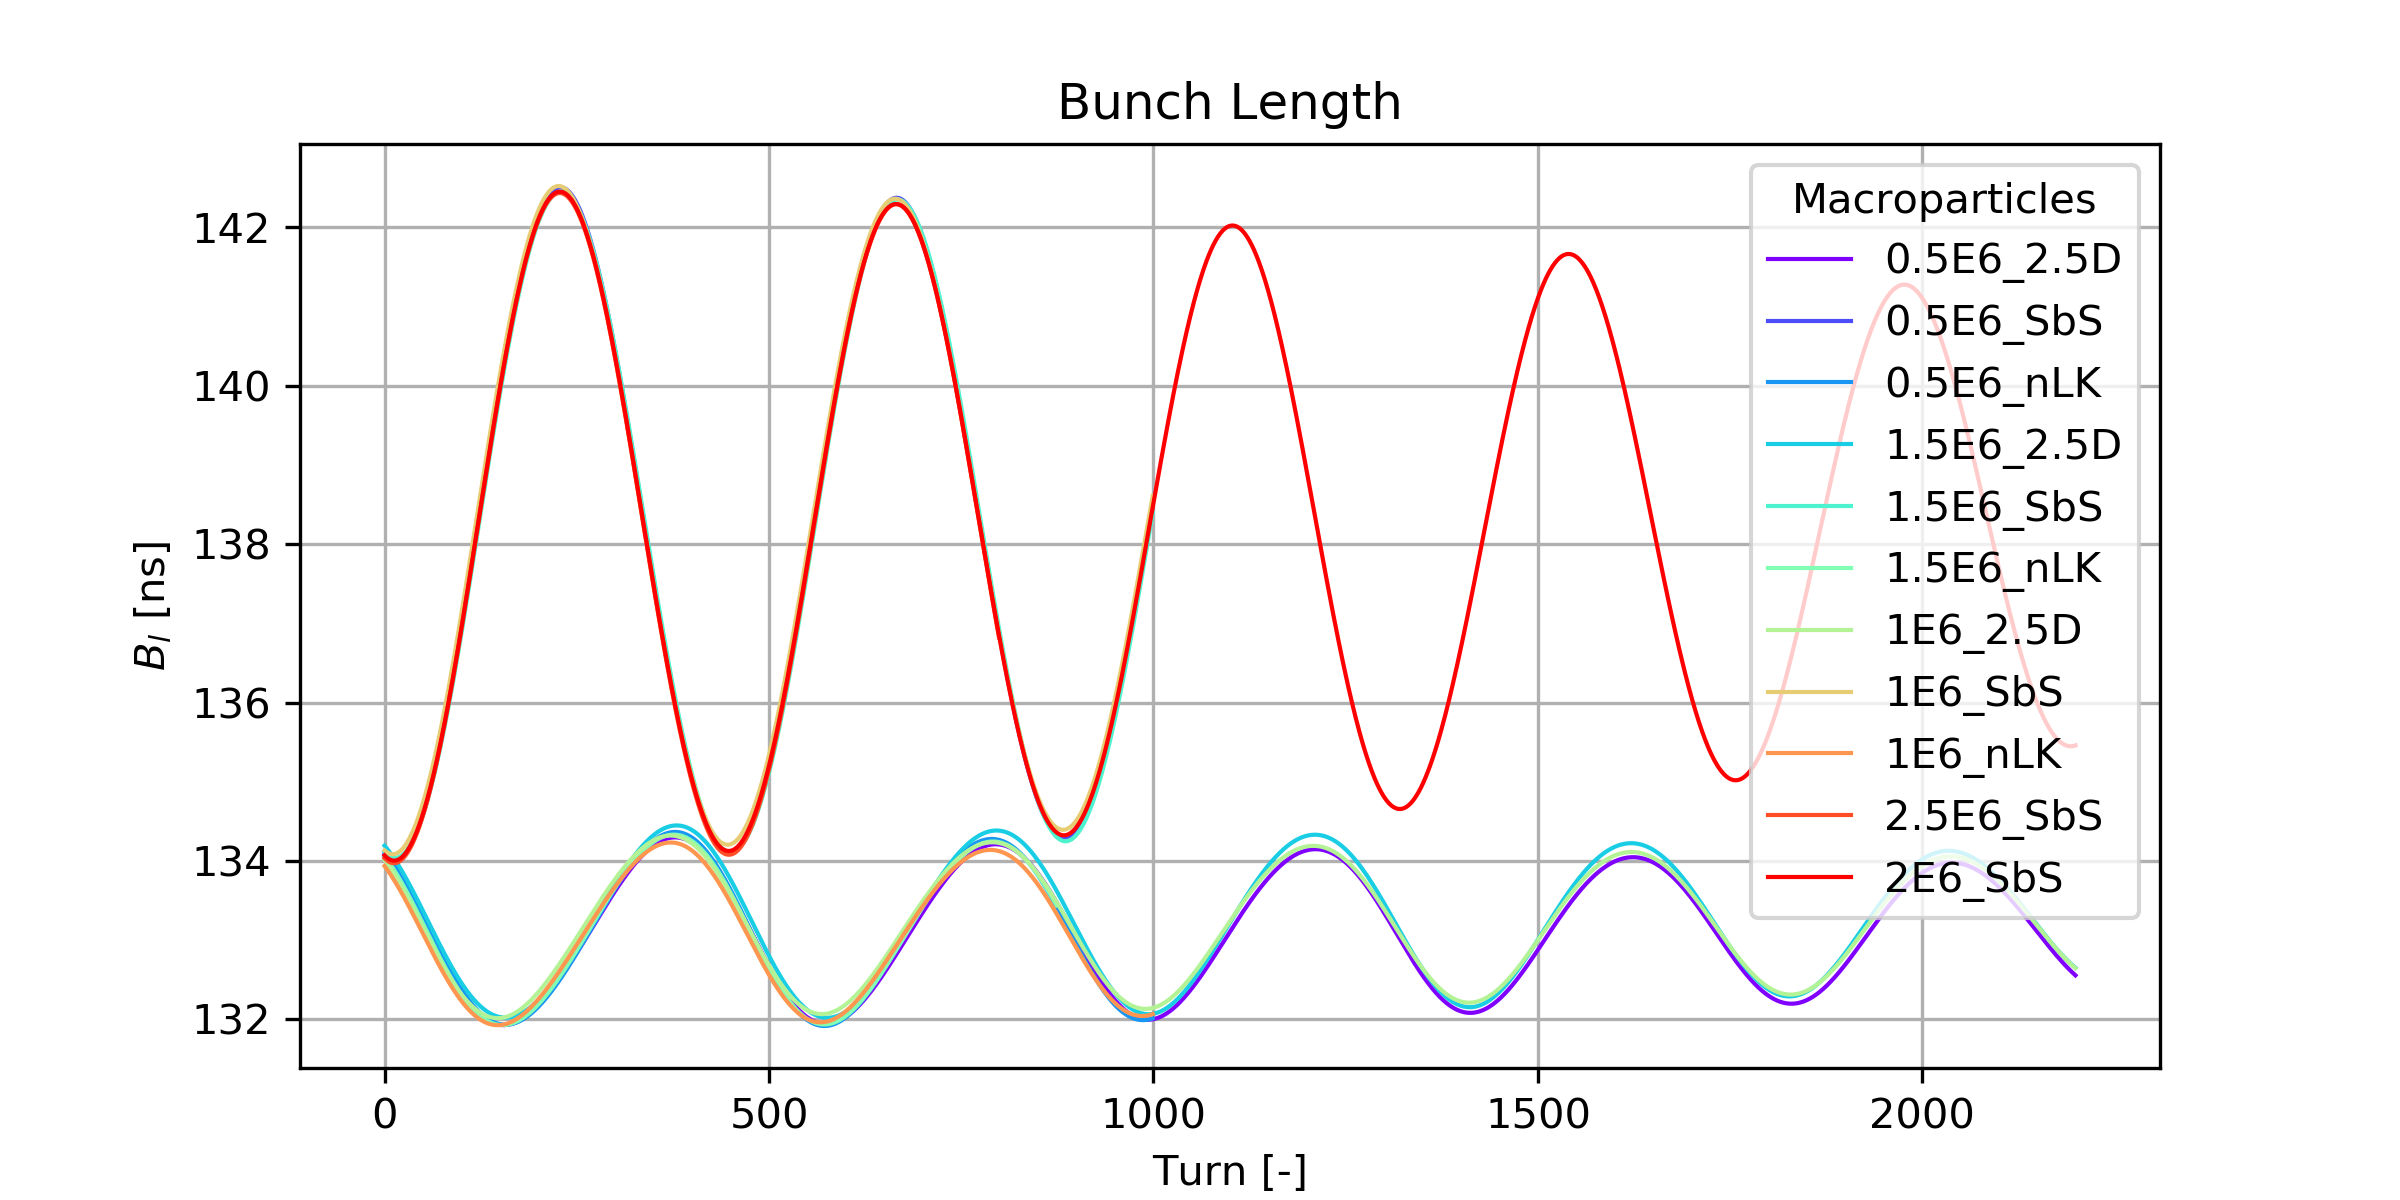 Bunch Length
B_l [ns]
142
140
138
136
134
132
Macroparticles
0.5E6_2.5D
0.5E6_SbS
0.5E6_nLK
1.5E6_2.5D
1.5E6_SbS
1.5E6_nLK
1E6_2.5D
1E6_SbS
1E6_nLK
2.5E6_SbS
2E6_SbS
0 500 1000 1500 2000
Turn [-]